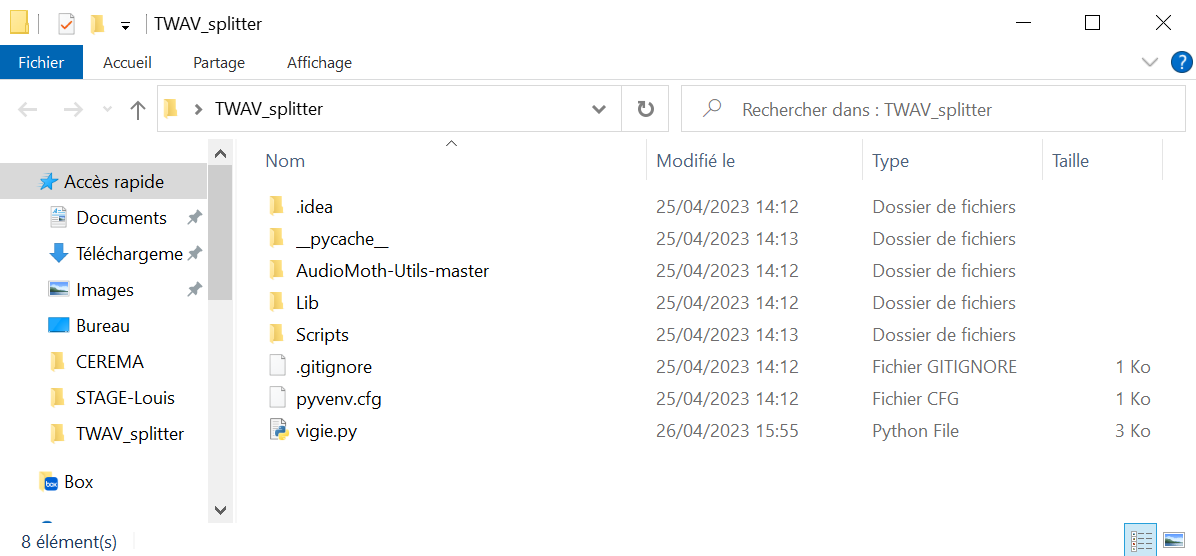 TWAV_splitter
Fichier Accueil Partage Affichage ?
TWAV_splitter Rechercher dans : TWAV_splitter
Nom Modifié le Type Taille
Accès rapide
Documents
Téléchargeme
Images
Bureau
CEREMA
STAGE-Louis
TWAV_splitter
box Box
.idea 25/04/2023 14:12 Dossier de fichiers
__pycache__ 25/04/2023 14:13 Dossier de fichiers
AudioMoth-Utils-master 25/04/2023 14:12 Dossier de fichiers
Lib 25/04/2023 14:12 Dossier de fichiers
Scripts 25/04/2023 14:13 Dossier de fichiers
.gitignore 25/04/2023 14:12 Fichier GITIGNORE 1 Ko
pyvenv.cfg 25/04/2023 14:12 Fichier CFG 1 Ko
vigie.py 26/04/2023 15:55 Python File 3 Ko
8 élément(s)